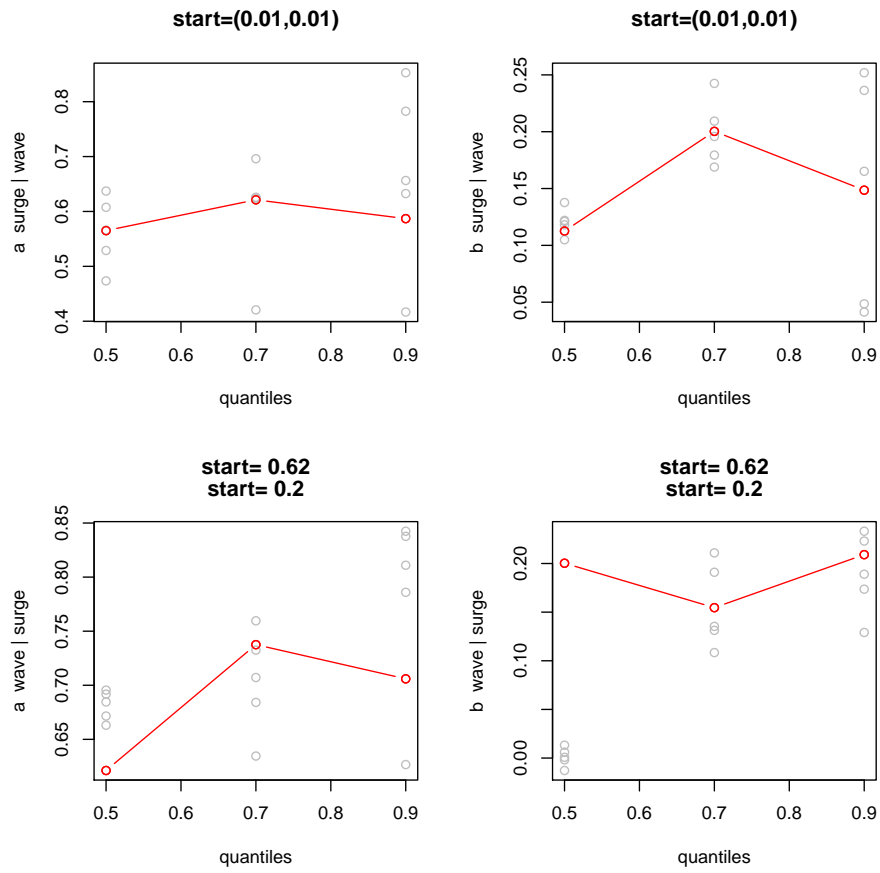 start=(0.01,0.01)
a surge | wave
0.4 0.5 0.6 0.7 0.8
0.5 0.6 0.7 0.8 0.9
quantiles
start=(0.01,0.01)
b surge | wave
0.05 0.10 0.15 0.20 0.25
0.5 0.6 0.7 0.8 0.9
quantiles
start= 0.62
start= 0.2
a wave | surge
0.65 0.70 0.75 0.80 0.85
0.5 0.6 0.7 0.8 0.9
quantiles
start= 0.62
start= 0.2
b wave | surge
0.00 0.10 0.20
0.5 0.6 0.7 0.8 0.9
quantiles